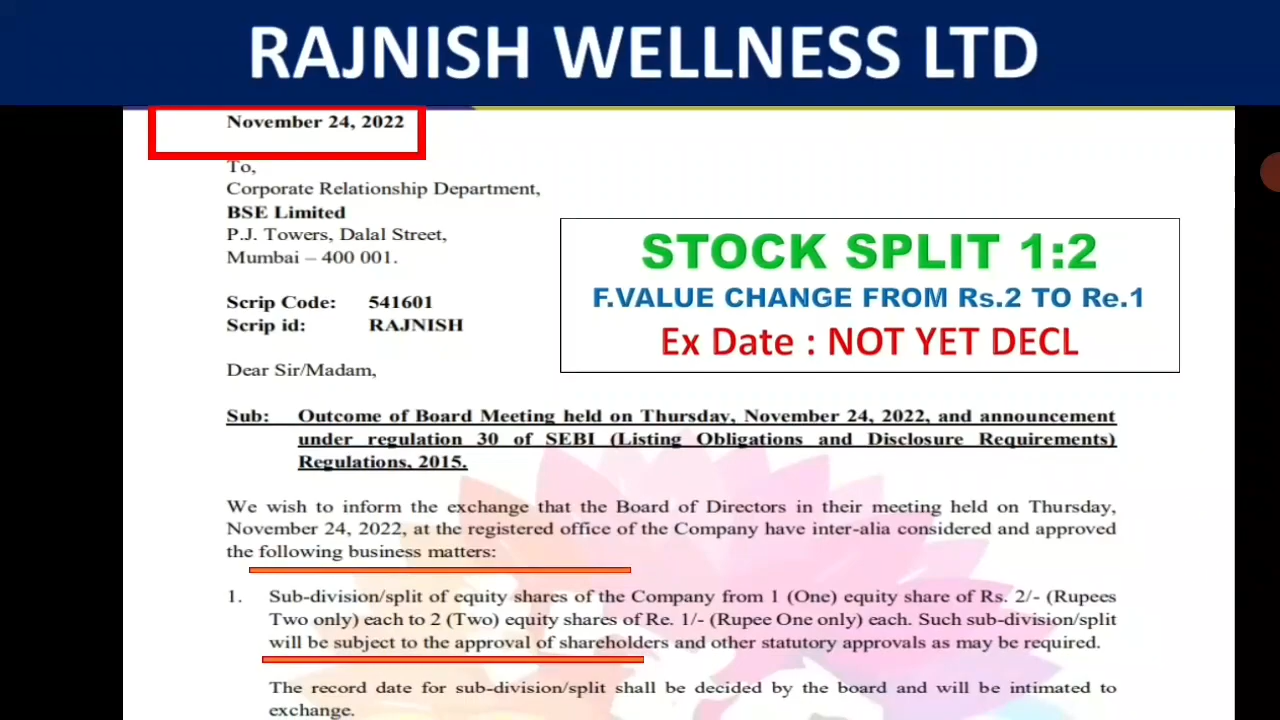 RAJNISH WELLNESS LTD
November 24, 2022
To,
Corporate Relationship Department,
BSE Limited
P.J. Towers, Dalal Street,
Mumbai – 400 001.
STOCK SPLIT 1:2
F.VALUE CHANGE FROM Rs.2 TO Re.1
Ex Date : NOT YET DECL
Scrip Code: 541601
Scrip id: RAJNISH
Dear Sir/Madam,
Sub: Outcome of Board Meeting held on Thursday, November 24, 2022, and announcement
under regulation 30 of SEBI (Listing Obligations and Disclosure Requirements)
Regulations, 2015.
We wish to inform the exchange that the Board of Directors in their meeting held on Thursday,
November 24, 2022, at the registered office of the Company have inter-alia considered and approved
the following business matters:
1. Sub-division/split of equity shares of the Company from 1 (One) equity share of Rs. 2/- (Rupees
Two only) each to 2 (Two) equity shares of Re. 1/- (Rupee One only) each. Such sub-division/split
will be subject to the approval of shareholders and other statutory approvals as may be required.
The record date for sub-division/split shall be decided by the board and will be intimated to
exchange.